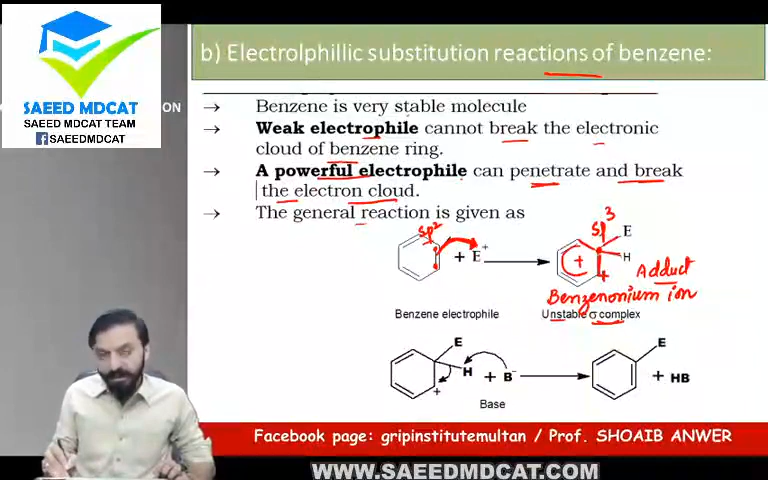 b) Electrolphillic substitution reactions of benzene:
SAEED MDCAT
SAEED MDCAT TEAM
SAEEDMDCAT
ON
→ Benzene is very stable molecule
→ Weak electrophile cannot break the electronic
cloud of benzene ring.
→ A powerful electrophile can penetrate and break
the electron cloud.
→ The general reaction is given as
sp² + E⁺ sp³ E
H
+ Adduct
+
Benzenonium ion
Benzene electrophile Unstable σ complex
E
H + B⁻ E
+ HB
+
Base
Facebook page: gripinstitutemultan / Prof. SHOAIB ANWER
WWW.SAEEDMDCAT.COM